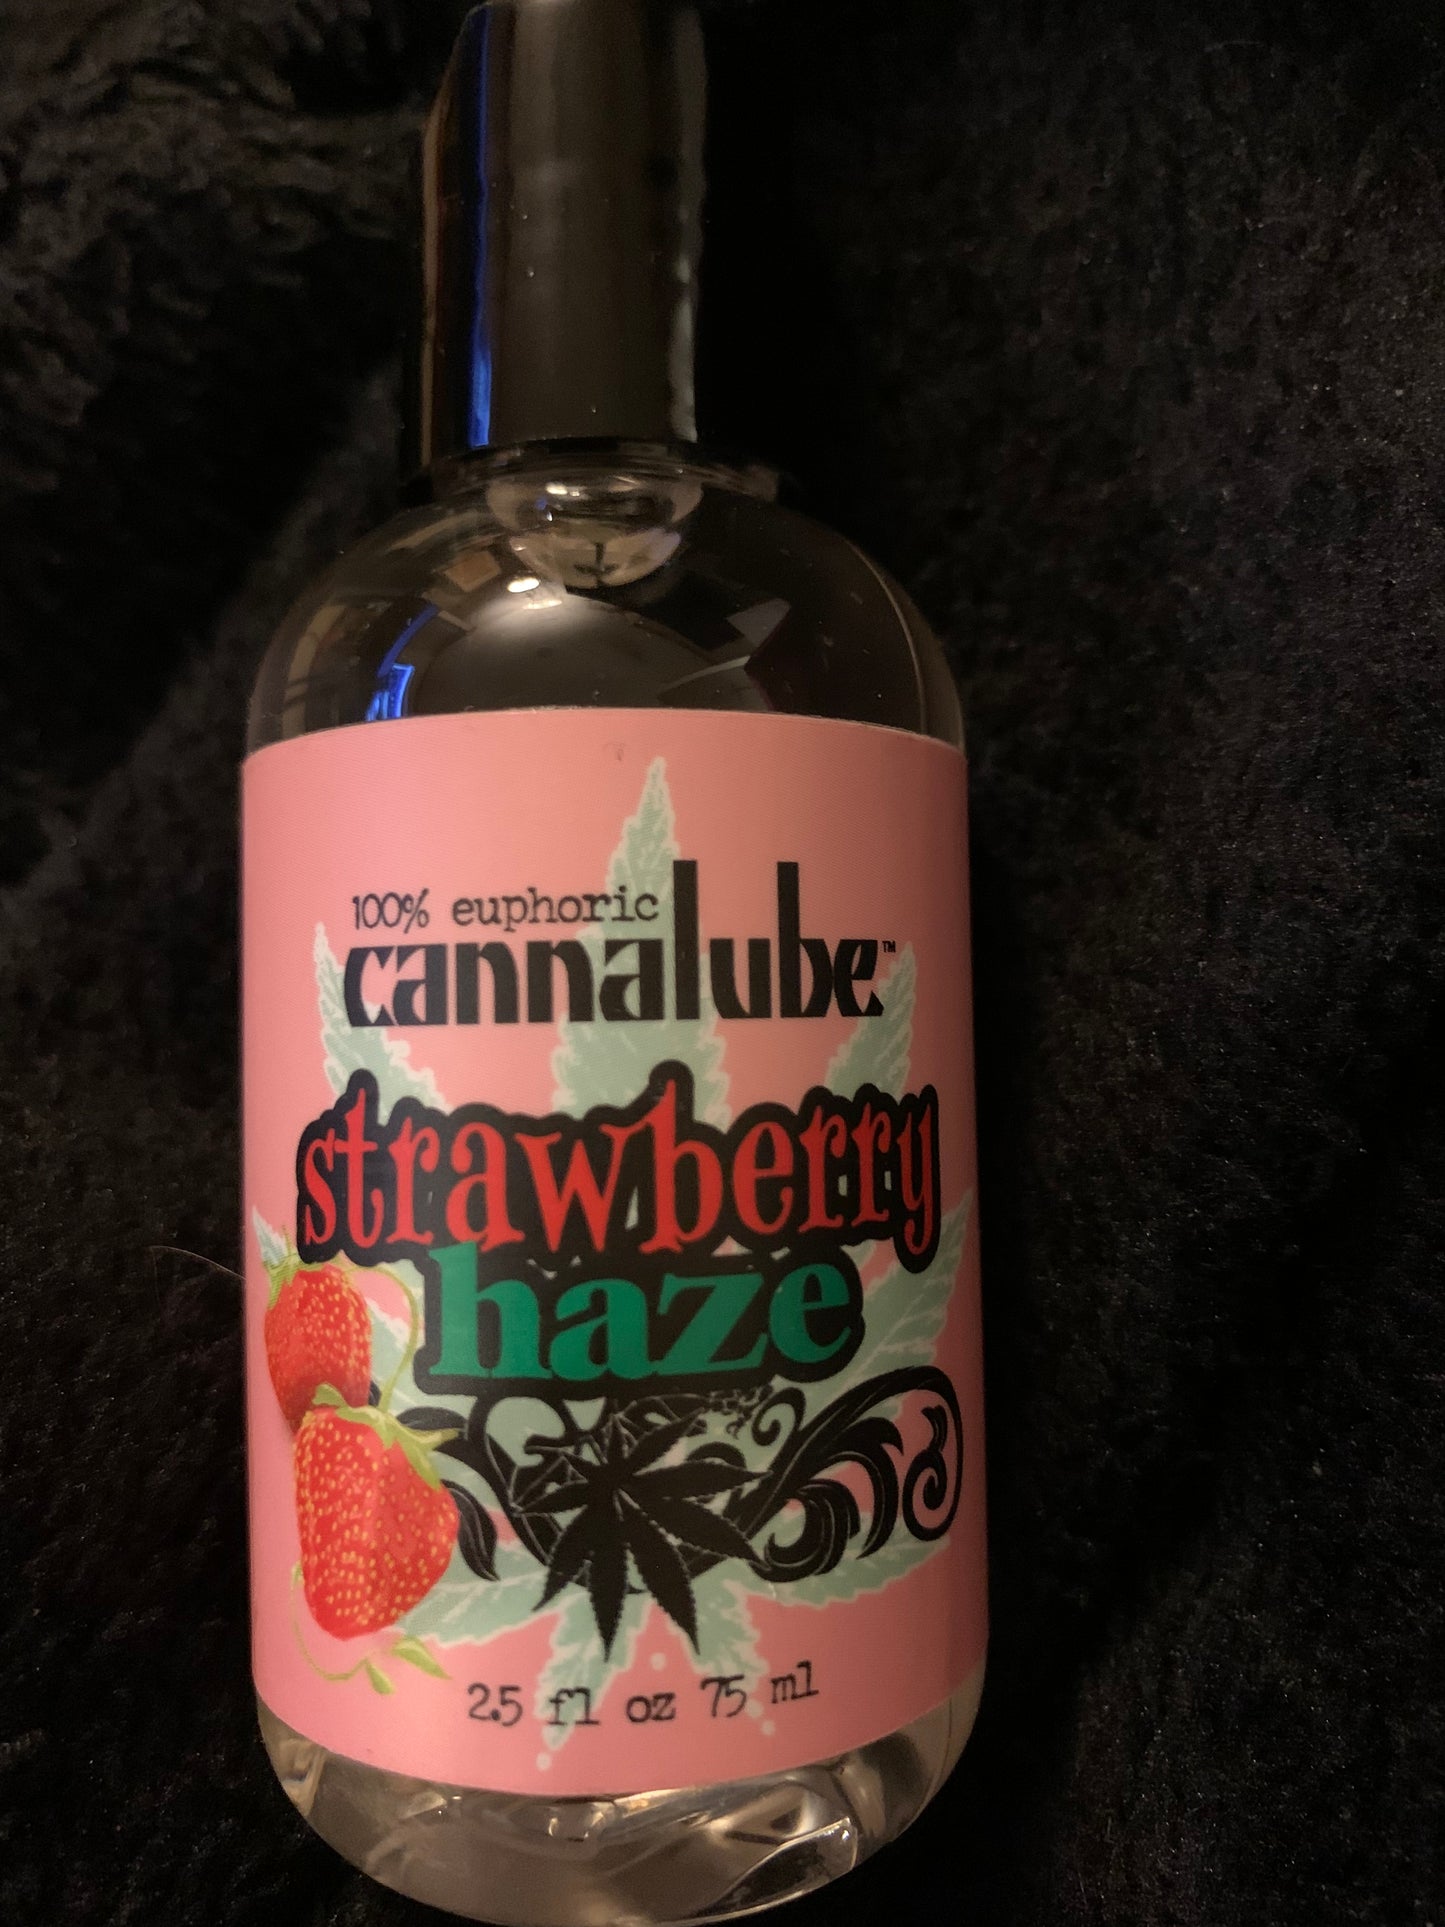 100% euphoric
cannalube™
strawberry
haze
2.5 fl oz 75 ml